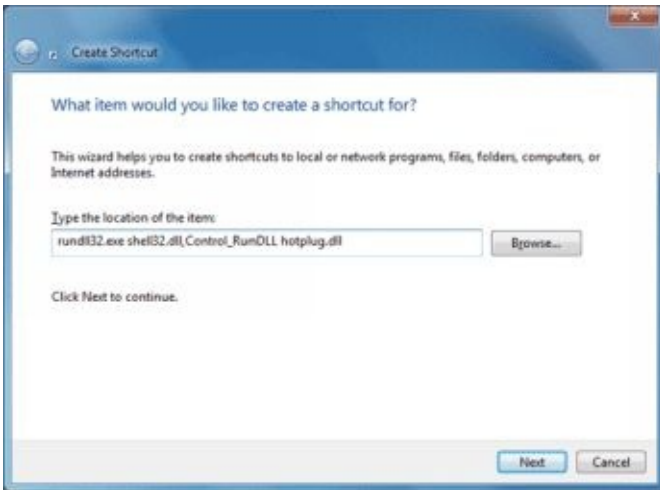 Create Shortcut
What item would you like to create a shortcut for?
This wizard helps you to create shortcuts to local or network programs, files, folders, computers, or
Internet addresses.
Type the location of the item:
rundll32.exe shell32.dll,Control_RunDLL hotplug.dll
Browse...
Click Next to continue.
Next
Cancel